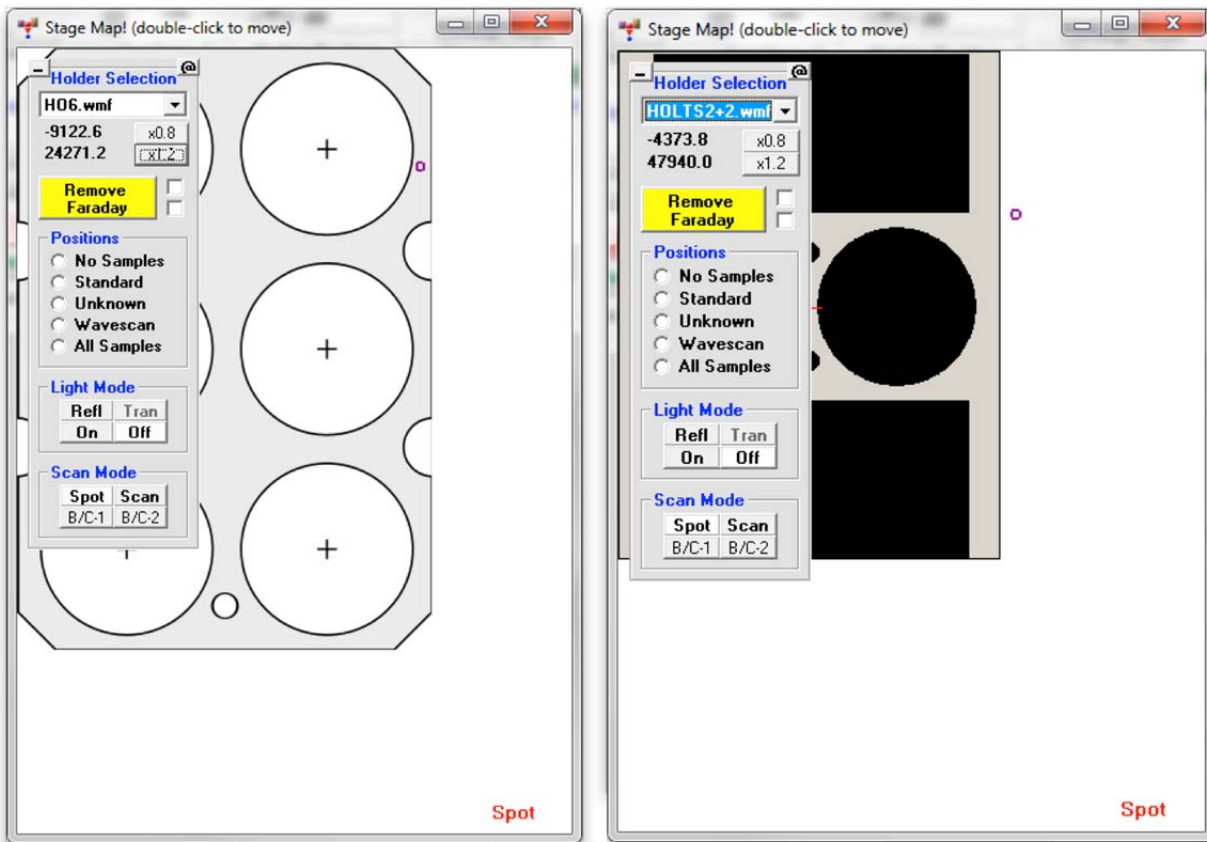 Stage Map! (double-click to move)
@
Holder Selection
HO6.wmf
-9122.6 x0.8
24271.2 x1.2
Remove
Faraday
Positions
No Samples
Standard
Unknown
Wavescan
All Samples
Light Mode
Refl Tran
On Off
Scan Mode
Spot Scan
B/C-1 B/C-2
Spot
Stage Map! (double-click to move)
@
Holder Selection
HOLTS2+2.wmf
-4373.8 x0.8
47940.0 x1.2
Remove
Faraday
Positions
No Samples
Standard
Unknown
Wavescan
All Samples
Light Mode
Refl Tran
On Off
Scan Mode
Spot Scan
B/C-1 B/C-2
Spot